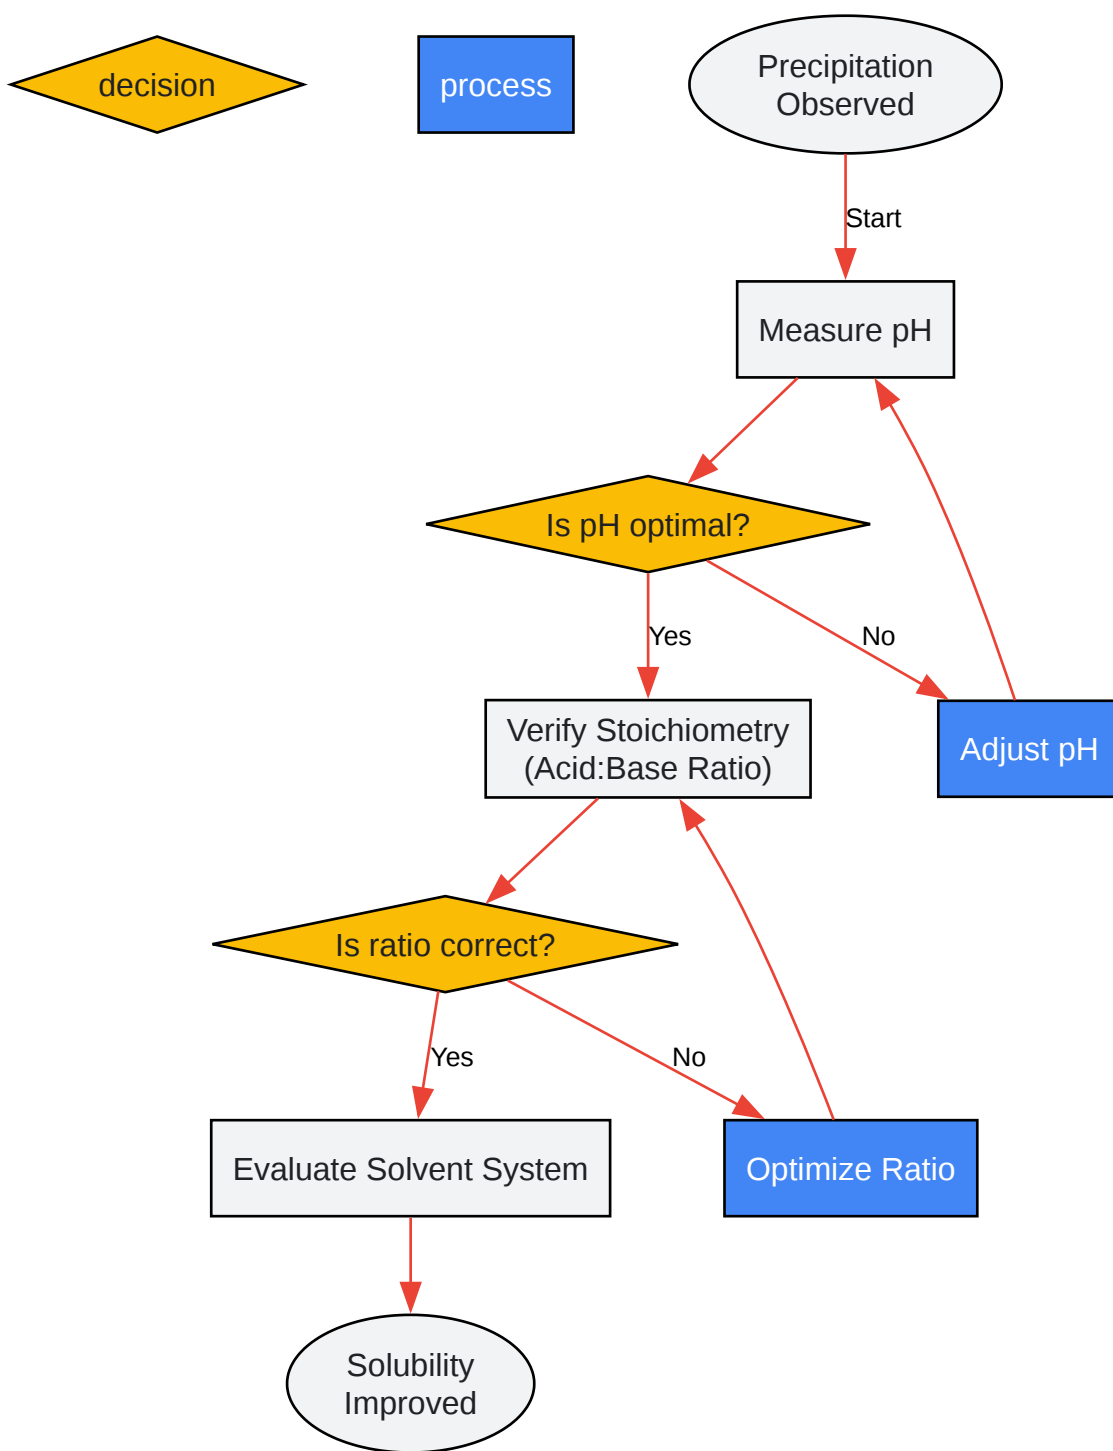 decision
process
Precipitation
Observed
Start
Measure pH
Is pH optimal?
Yes
No
Verify Stoichiometry
(Acid:Base Ratio)
Adjust pH
Is ratio correct?
Yes
No
Evaluate Solvent System
Optimize Ratio
Solubility
Improved